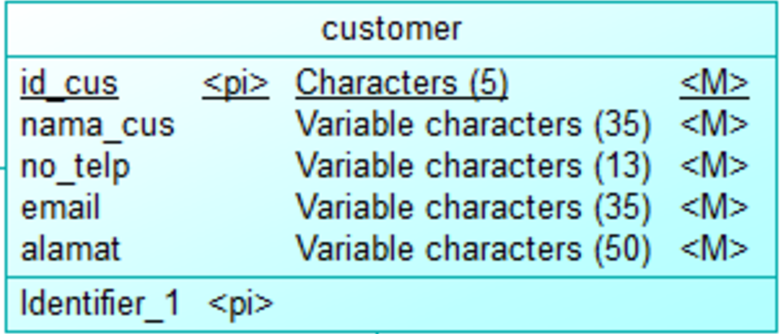 customer
id_cus <pi> Characters (5) <M>
nama_cus Variable characters (35) <M>
no_telp Variable characters (13) <M>
email Variable characters (35) <M>
alamat Variable characters (50) <M>
Identifier_1 <pi>